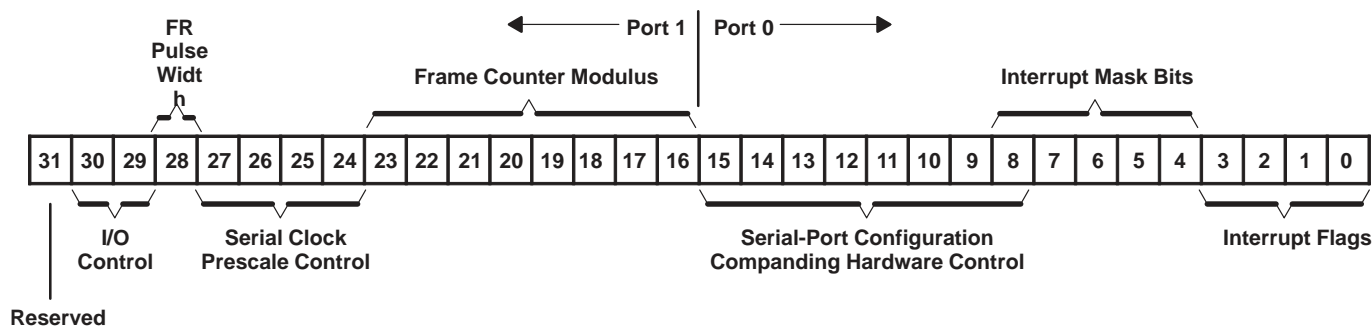 FR
Pulse
Widt
h
Port 1 Port 0
Frame Counter Modulus
Interrupt Mask Bits
31 30 29 28 27 26 25 24 23 22 21 20 19 18 17 16 15 14 13 12 11 10 9 8 7 6 5 4 3 2 1 0
I/O
Control
Serial Clock
Prescale Control
Serial-Port Configuration
Companding Hardware Control
Interrupt Flags
Reserved